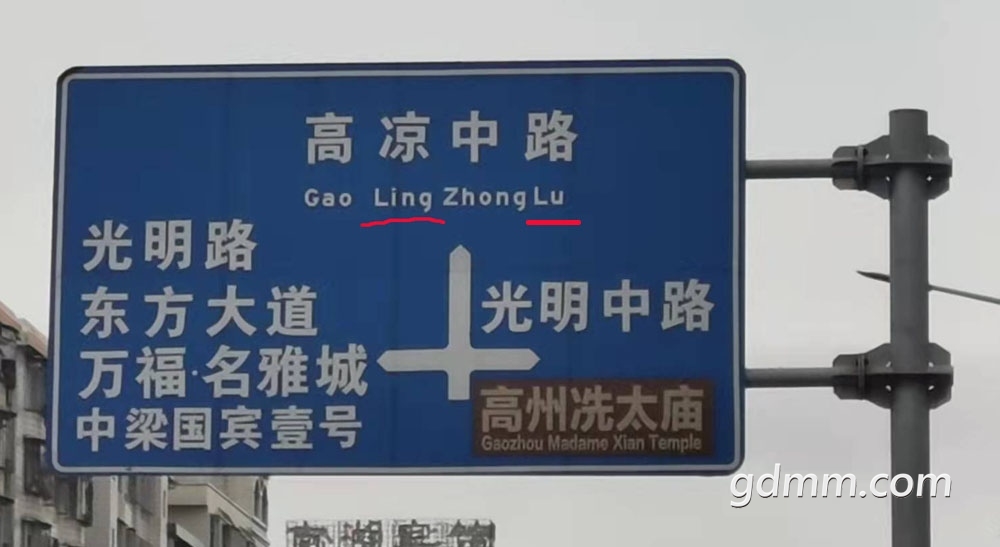 高凉中路
Gao Ling Zhong Lu
光明路
东方大道
万福·名雅城
中梁国宾壹号
光明中路
高州冼太庙
Gaozhou Madame Xian Temple
gdmm.com